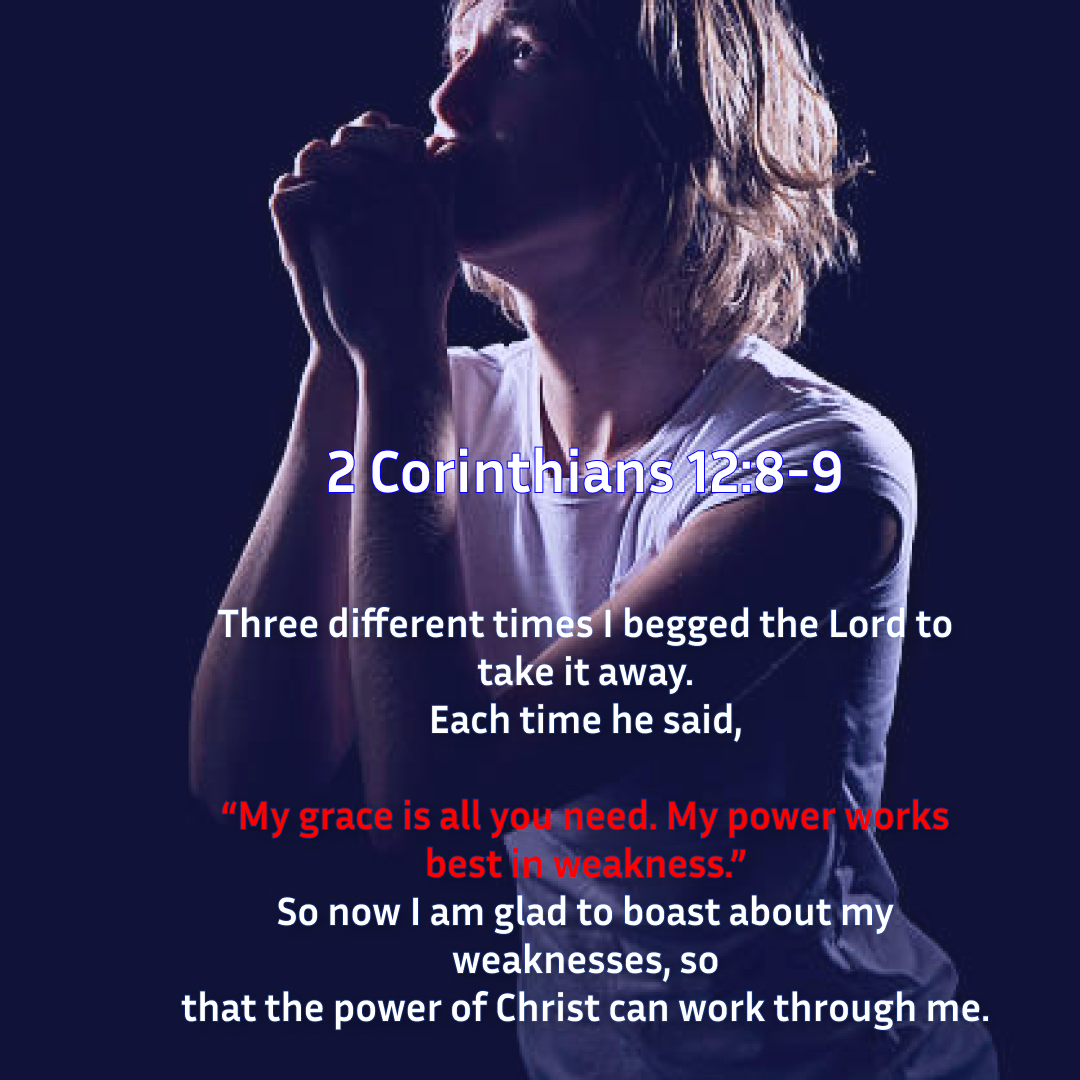 2 Corinthians 12:8-9
Three different times I begged the Lord to
take it away.
Each time he said,
“My grace is all you need. My power works
best in weakness.”
So now I am glad to boast about my
weaknesses, so
that the power of Christ can work through me.